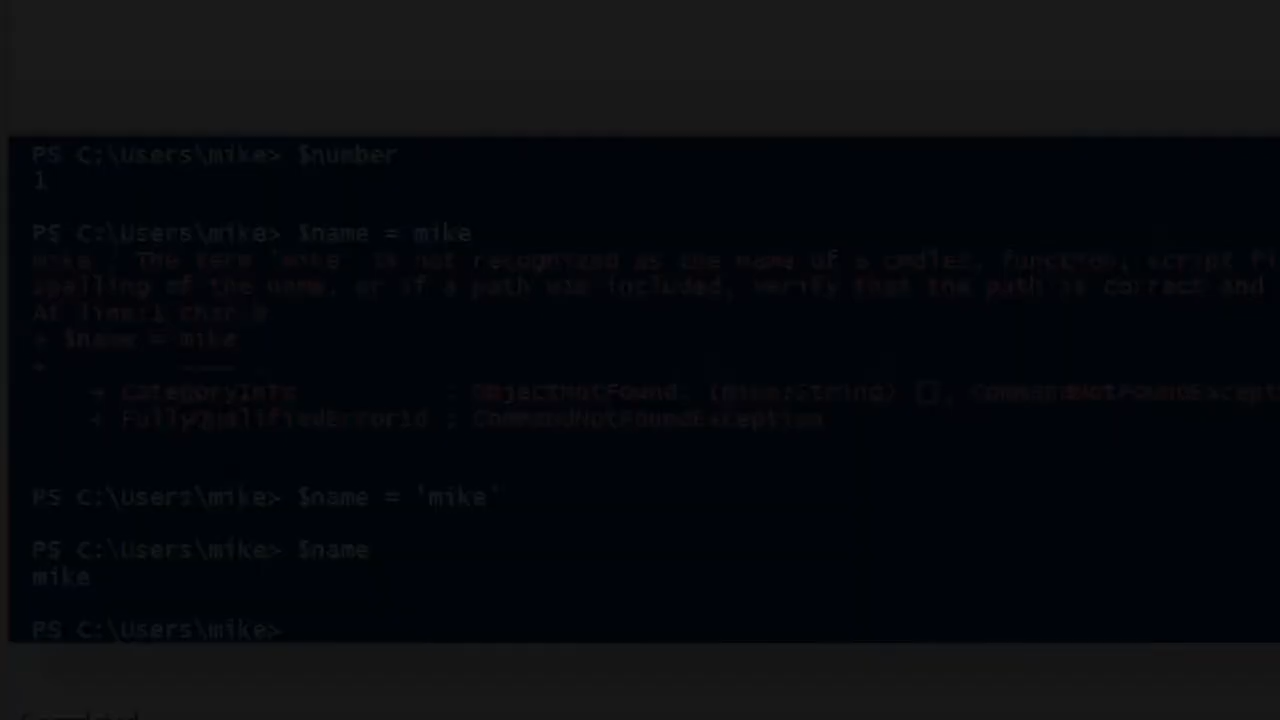 PS C:\Users\mike> $number
1
PS C:\Users\mike> $name = mike
mike : The term 'mike' is not recognized as the name of a cmdlet, function, script
spelling of the name, or if a path was included, verify that the path is correct and
At line:1 char:9
+ $name = mike
+ ~~~~
+ CategoryInfo : ObjectNotFound: (mike:String) [], CommandNotFoundExcept
+ FullyQualifiedErrorId : CommandNotFoundException
PS C:\Users\mike> $name = 'mike'
PS C:\Users\mike> $name
mike
PS C:\Users\mike>